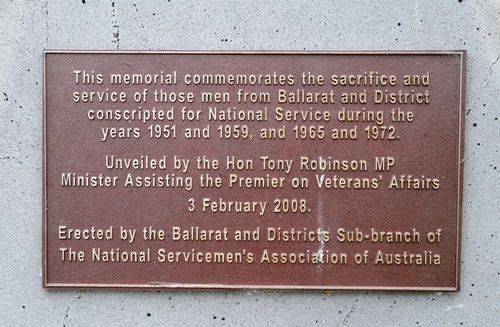 This memorial commemorates the sacrifice and
service of those men from Ballarat and District
conscripted for National Service during the
years 1951 and 1959, and 1965 and 1972.
Unveiled by the Hon Tony Robinson MP
Minister Assisting the Premier on Veterans' Affairs
3 February 2008.
Erected by the Ballarat and Districts Sub-branch of
The National Servicemen's Association of Australia